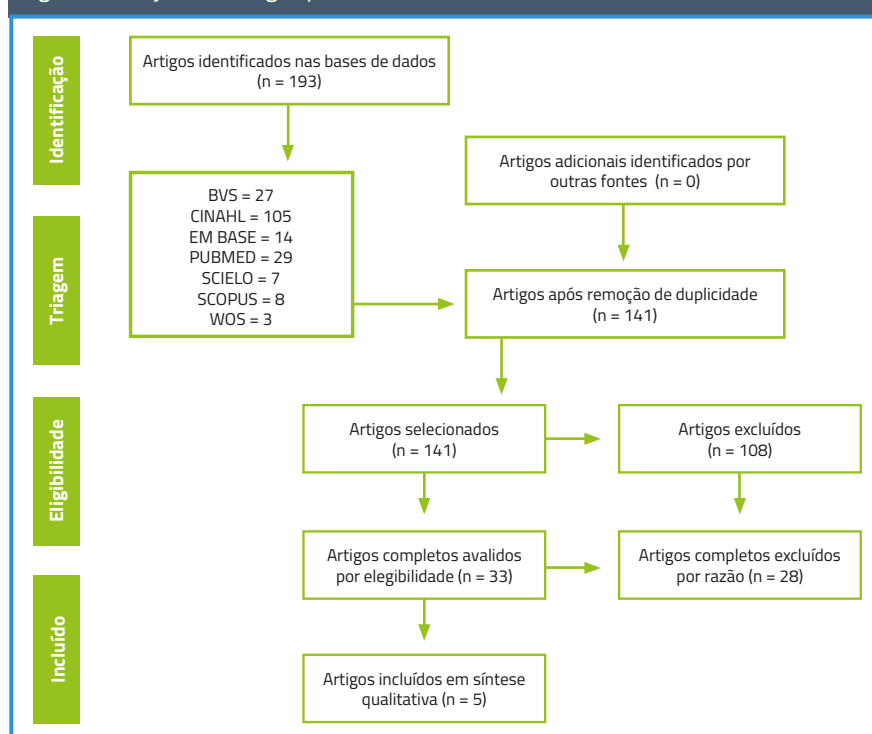 Identificação
Artigos identificados nas bases de dados
(n = 193)
Artigos adicionais identificados por
outras fontes (n = 0)
BVS = 27
CINAHL = 105
EM BASE = 14
PUBMED = 29
SCIELO = 7
SCOPUS = 8
WOS = 3
Triagem
Artigos após remoção de duplicidade
(n = 141)
Eligibilidade
Artigos selecionados
(n = 141)
Artigos excluídos
(n = 108)
Artigos completos avalidos
por elegibilidade (n = 33)
Artigos completos excluídos
por razão (n = 28)
Incluído
Artigos incluídos em síntese
qualitativa (n = 5)